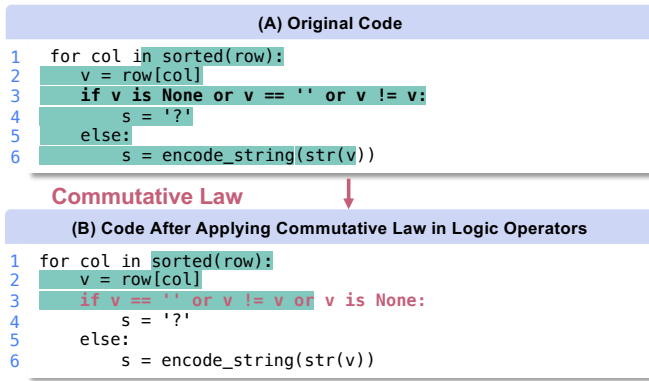 (A) Original Code
1 for col in sorted(row):
2 v = row[col]
3 if v is None or v == '' or v != v:
4 s = '?'
5 else:
6 s = encode_string(str(v))
Commutative Law
(B) Code After Applying Commutative Law in Logic Operators
1 for col in sorted(row):
2 v = row[col]
3 if v == '' or v != v or v is None:
4 s = '?'
5 else:
6 s = encode_string(str(v))